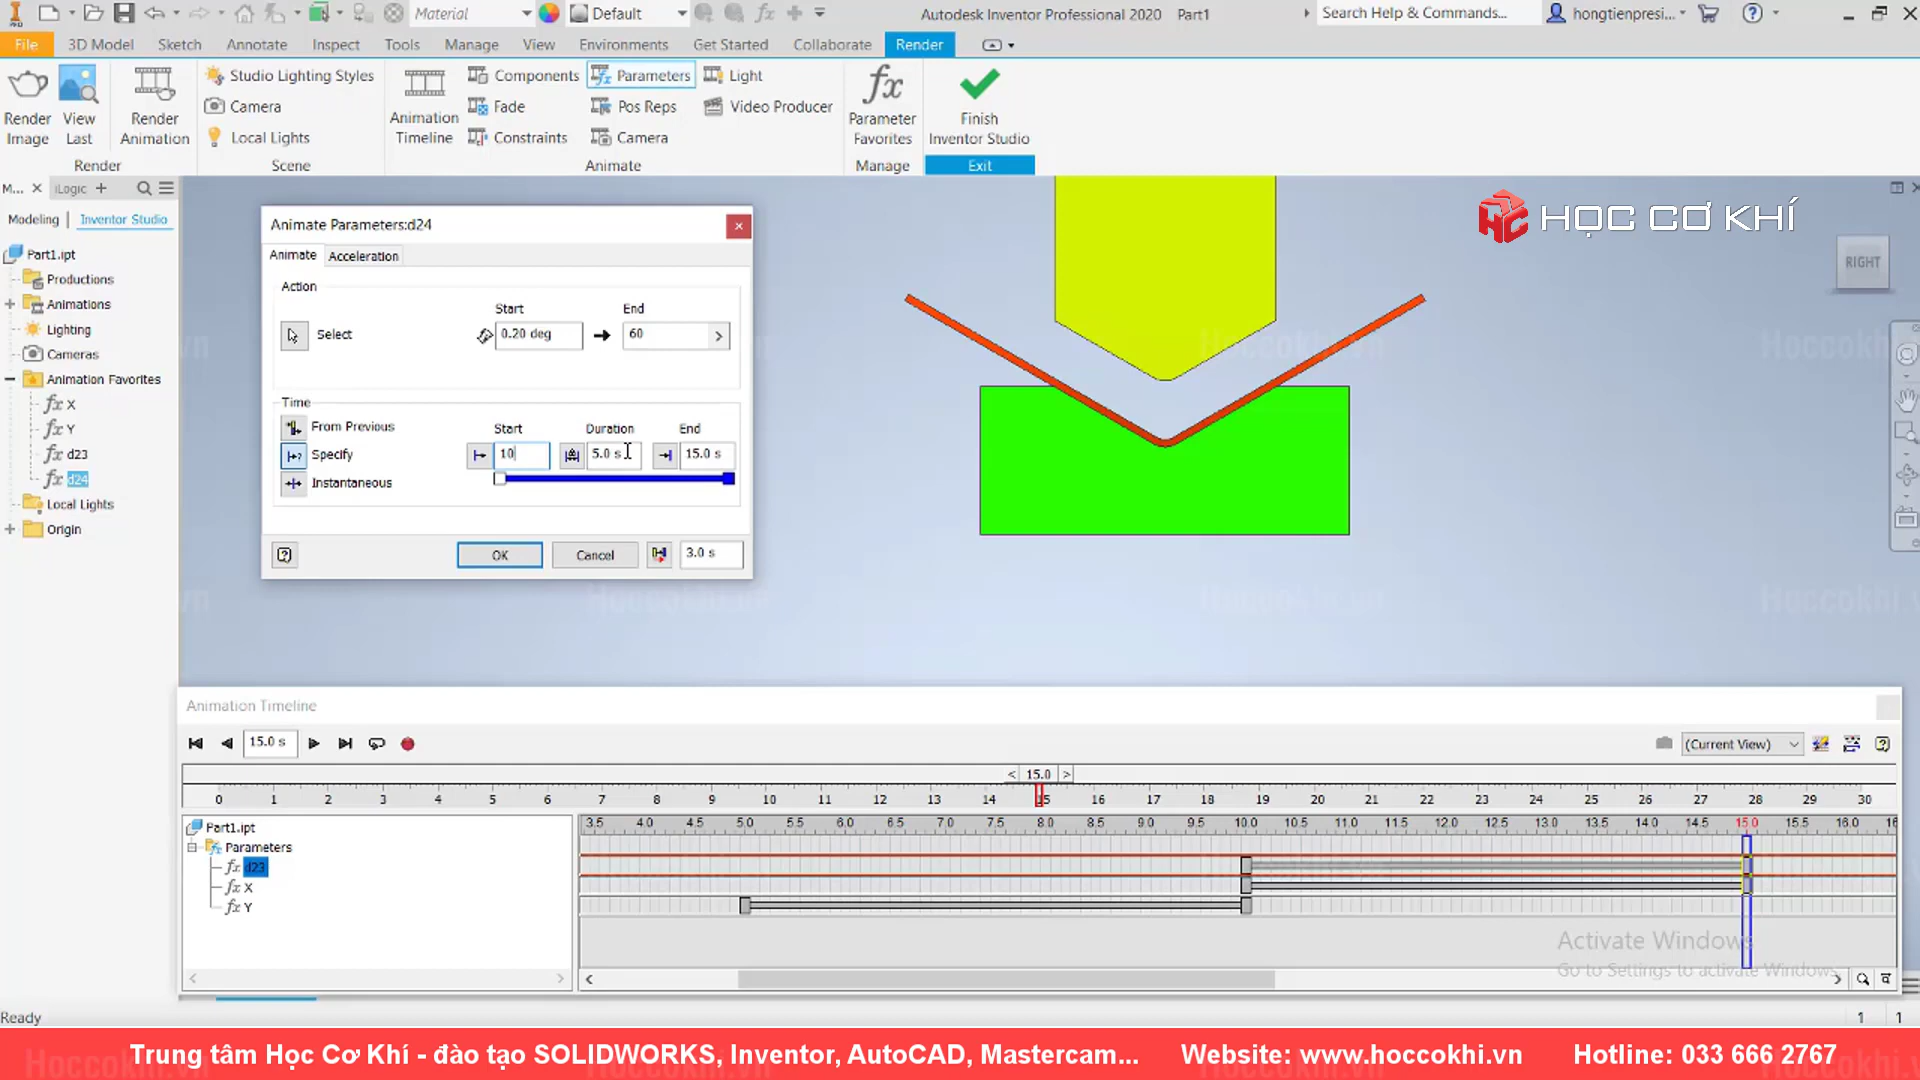 Material Default Autodesk Inventor Professional 2020 Part1 Search Help & Commands... hongtienpresi...
File 3D Model Sketch Annotate Inspect Tools Manage View Environments Get Started Collaborate Render
Studio Lighting Styles Components Parameters Light
Camera Fade Pos Reps Video Producer
Local Lights Constraints Camera
Render Image View Last Render Animation Animation Timeline Parameter Favorites Finish Inventor Studio
Render Scene Animate Manage Exit
M... iLogic
Modeling Inventor Studio
Part1.ipt
Productions
Animations
Lighting
Cameras
Animation Favorites
fx X
fx Y
fx d23
fx d24
Local Lights
Origin
Animate Parameters:d24
Animate Acceleration
Action
Start End
Select 0.20 deg 60
Time
From Previous
Start Duration End
Specify 10 5.0 s 15.0 s
Instantaneous
OK Cancel 3.0 s
HỌC CƠ KHÍ
RIGHT
Hoccokhi.vn
Animation Timeline
15.0 s (Current View)
< 15.0 >
0 1 2 3 4 5 6 7 8 9 10 11 12 13 14 15 16 17 18 19 20 21 22 23 24 25 26 27 28 29 30
3.5 4.0 4.5 5.0 5.5 6.0 6.5 7.0 7.5 8.0 8.5 9.0 9.5 10.0 10.5 11.0 11.5 12.0 12.5 13.0 13.5 14.0 14.5 15.0 15.5 16.0 16
Part1.ipt
Parameters
fx d23
fx X
fx Y
Activate Windows
Go to Settings to activate Windows.
Ready 1 1
Trung tâm Học Cơ Khí - đào tạo SOLIDWORKS, Inventor, AutoCAD, Mastercam... Website: www.hoccokhi.vn Hotline: 033 666 2767